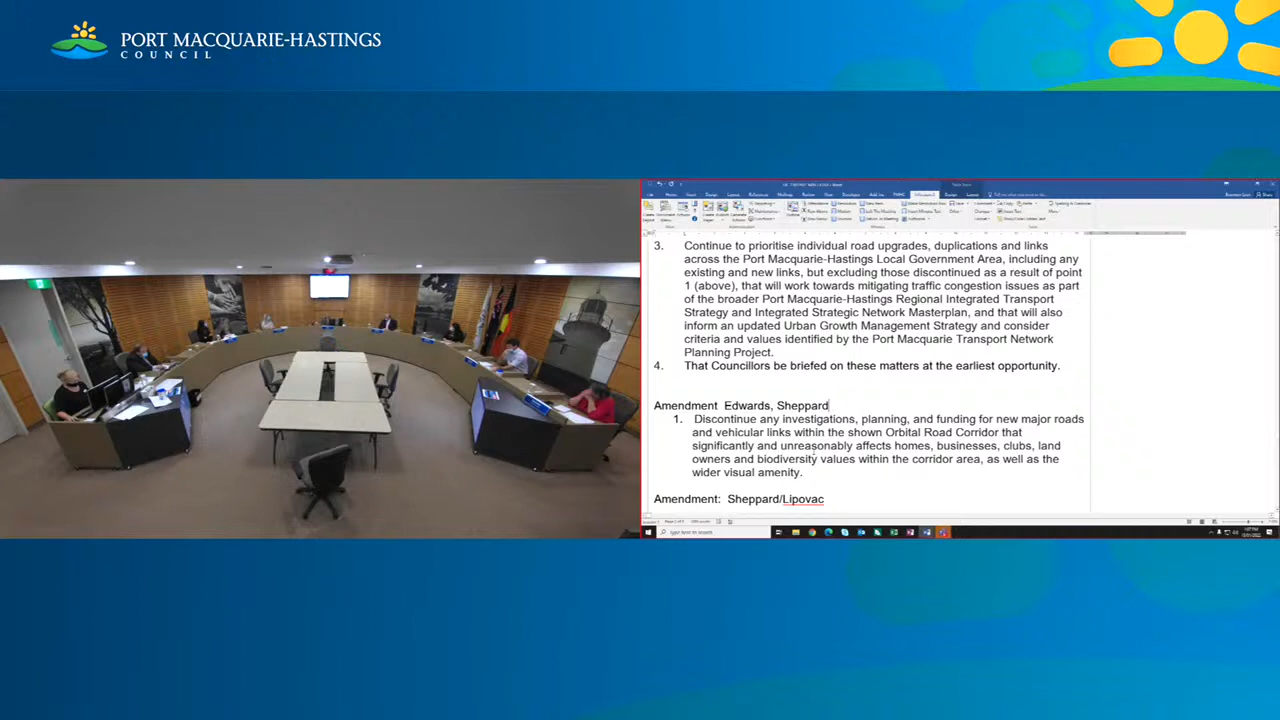 PORT MACQUARIE-HASTINGS
COUNCIL
3. Continue to prioritise individual road upgrades, duplications and links
across the Port Macquarie-Hastings Local Government Area, including any
existing and new links, but excluding those discontinued as a result of point
1 (above), that will work towards mitigating traffic congestion issues as part
of the broader Port Macquarie-Hastings Regional Integrated Transport
Strategy and Integrated Strategic Network Masterplan, and that will also
inform an updated Urban Growth Management Strategy and consider
criteria and values identified by the Port Macquarie Transport Network
Planning Project.
4. That Councillors be briefed on these matters at the earliest opportunity.
Amendment Edwards, Sheppard
1. Discontinue any investigations, planning, and funding for new major roads
and vehicular links within the shown Orbital Road Corridor that
significantly and unreasonably affects homes, businesses, clubs, land
owners and biodiversity values within the corridor area, as well as the
wider visual amenity.
Amendment: Sheppard/Lipovac
Type here to search